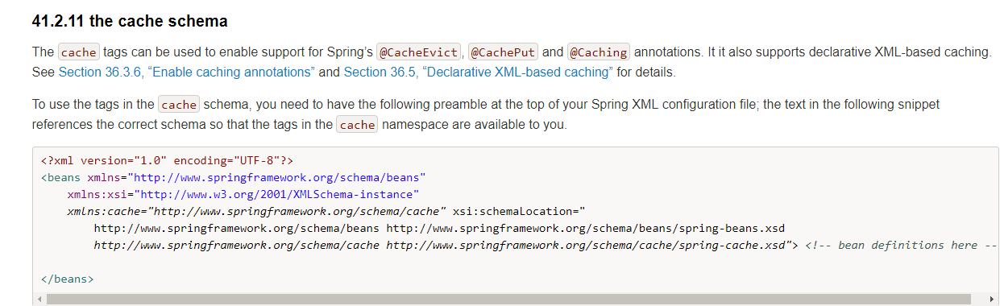 41.2.11 the cache schema
The cache tags can be used to enable support for Spring’s @CacheEvict, @CachePut and @Caching annotations. It it also supports declarative XML-based caching.
See Section 36.3.6, “Enable caching annotations” and Section 36.5, “Declarative XML-based caching” for details.
To use the tags in the cache schema, you need to have the following preamble at the top of your Spring XML configuration file; the text in the following snippet
references the correct schema so that the tags in the cache namespace are available to you.
<?xml version="1.0" encoding="UTF-8"?>
<beans xmlns="http://www.springframework.org/schema/beans"
    xmlns:xsi="http://www.w3.org/2001/XMLSchema-instance"
    xmlns:cache="http://www.springframework.org/schema/cache" xsi:schemaLocation="
        http://www.springframework.org/schema/beans http://www.springframework.org/schema/beans/spring-beans.xsd
        http://www.springframework.org/schema/cache http://www.springframework.org/schema/cache/spring-cache.xsd"> <!-- bean definitions here --
</beans>